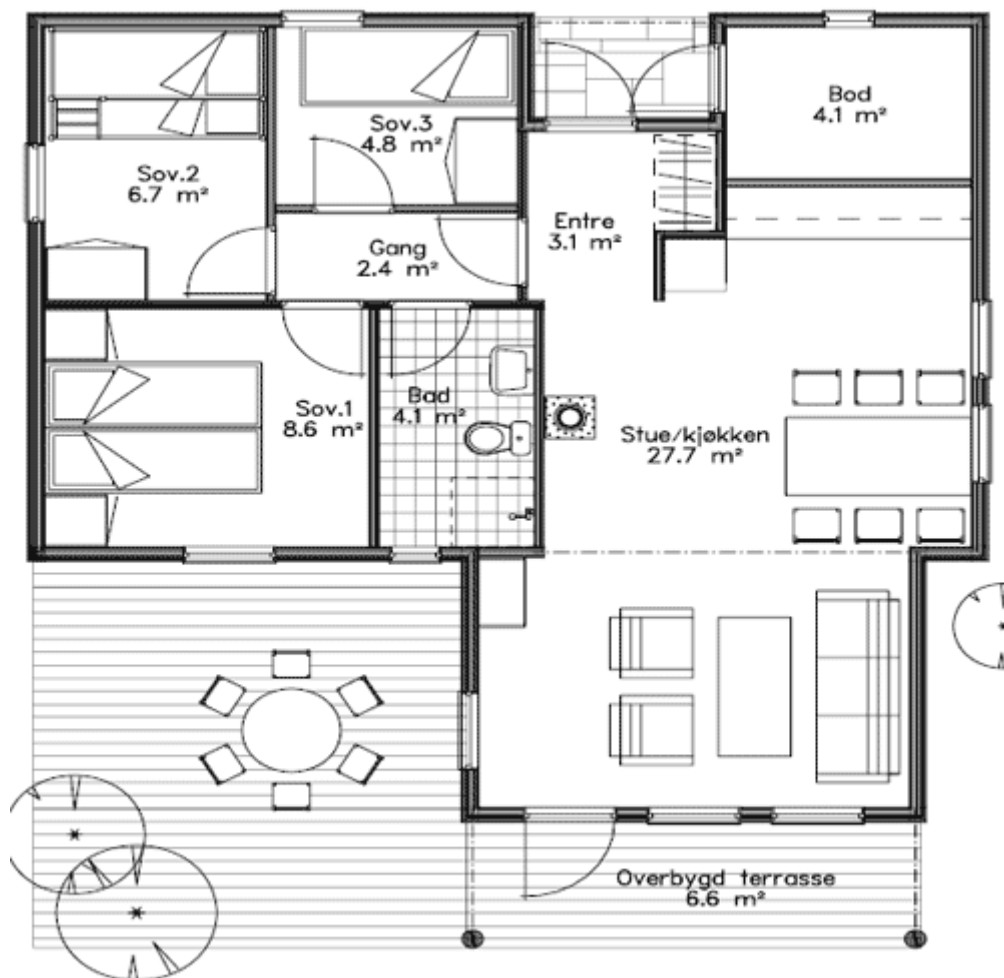 Bod
4.1 m²
Sov.3
4.8 m²
Sov.2
6.7 m²
Entre
3.1 m²
Gang
2.4 m²
Sov.1
8.6 m²
Bad
4.1 m²
Stue/kjøkken
27.7 m²
Overbygd terrasse
6.6 m²